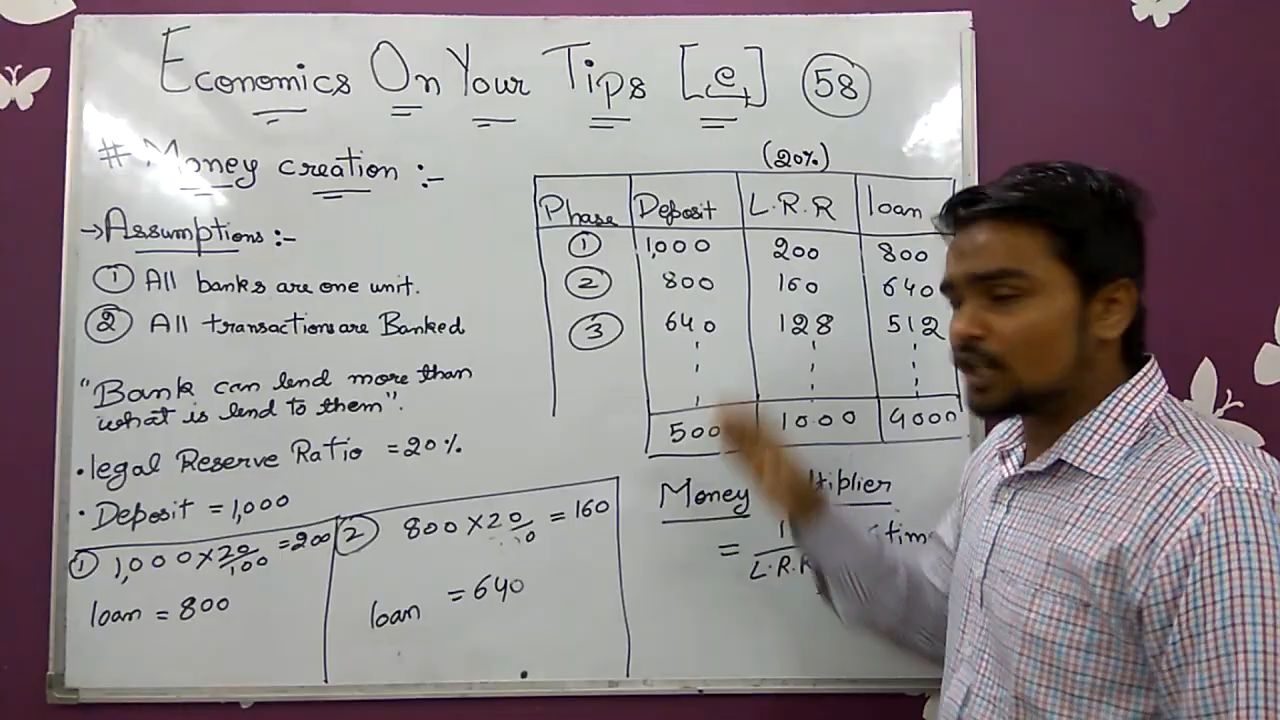 Economics On Your Tips [e] 58
# Money creation :-
→ Assumptions :-
① All banks are one unit.
② All transactions are Banked
"Bank can lend more than
what is lend to them".
• legal Reserve Ratio = 20%
• Deposit = 1,000
① 1,000 × 20/100 = 200
loan = 800
② 800 × 20/ 0 = 160
loan = 640
(20%)
Phase Deposit L.R.R loan
① 1,000 200 800
② 800 160 640
③ 640 128 512
500 1000 4000
Money
= 1/L.R.R